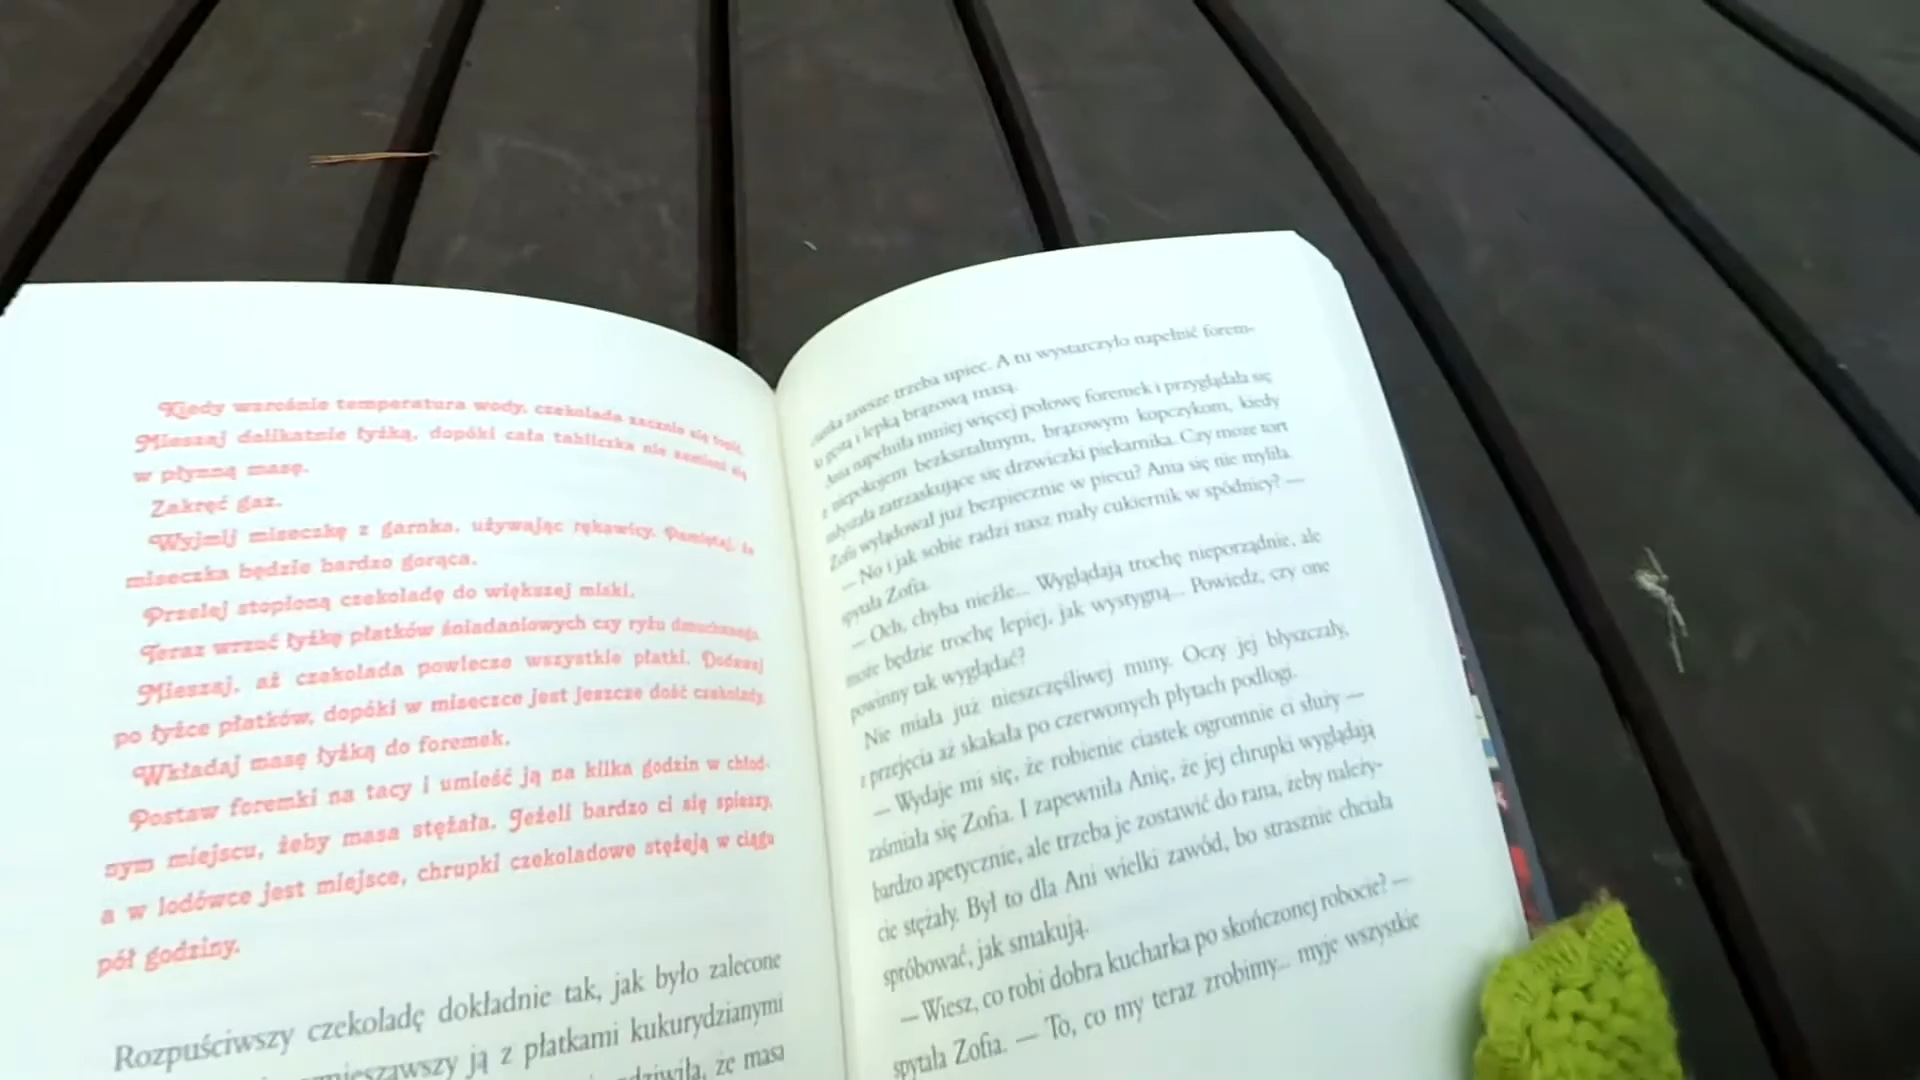 Kiedy wzrośnie temperatura wody, czekolada zacznie się topić.
Mieszaj delikatnie łyżką, dopóki cała tabliczka nie zamieni się
w płynną masę.
Zakręć gaz.
Wyjmij miseczkę z garnka, używając rękawicy. Pamiętaj, że
miseczka będzie bardzo gorąca.
Przelej stopioną czekoladę do większej miski.
Teraz wrzuć łyżkę płatków śniadaniowych czy ryżu dmuchanego.
Mieszaj, aż czekolada powlecze wszystkie płatki. Dodawaj
po łyżce płatków, dopóki w miseczce jest jeszcze dość czekolady.
Wkładaj masę łyżką do foremek.
Postaw foremki na tacy i umieść ją na kilka godzin w chłod-
nym miejscu, żeby masa stężała. Jeżeli bardzo ci się spieszy,
a w lodówce jest miejsce, chrupki czekoladowe stężeją w ciągu
pół godziny.
Rozpuściwszy czekoladę dokładnie tak, jak było zalecone
ją z płatkami kukurydzianymi
że masa
zawsze trzeba upiec. A tu wystarczyło napełnić forem-
gęstą i lepką brązową masą.
Ania napełniła mniej więcej połowę foremek i przyglądała się
z niepokojem bezkształtnym, brązowym kopczykom, kiedy
usłyszała zatrzaskujące się drzwiczki piekarnika. Czy może tort
Zofii wylądował już bezpiecznie w piecu? Ania się nie myliła.
— No i jak sobie radzi nasz mały cukiernik w spódnicy? —
spytała Zofia.
— Och, chyba nieźle... Wyglądają trochę nieporządnie, ale
może będzie trochę lepiej, jak wystygną... Powiedz, czy one
powinny tak wyglądać?
Nie miała już nieszczęśliwej miny. Oczy jej błyszczały,
z przejęcia aż skakała po czerwonych płytach podłogi.
— Wydaje mi się, że robienie ciastek ogromnie ci służy —
zaśmiała się Zofia. I zapewniła Anię, że jej chrupki wyglądają
bardzo apetycznie, ale trzeba je zostawić do rana, żeby należy-
cie stężały. Był to dla Ani wielki zawód, bo strasznie chciała
spróbować, jak smakują.
— Wiesz, co robi dobra kucharka po skończonej robocie? —
spytała Zofia. — To, co my teraz zrobimy... myje wszystkie